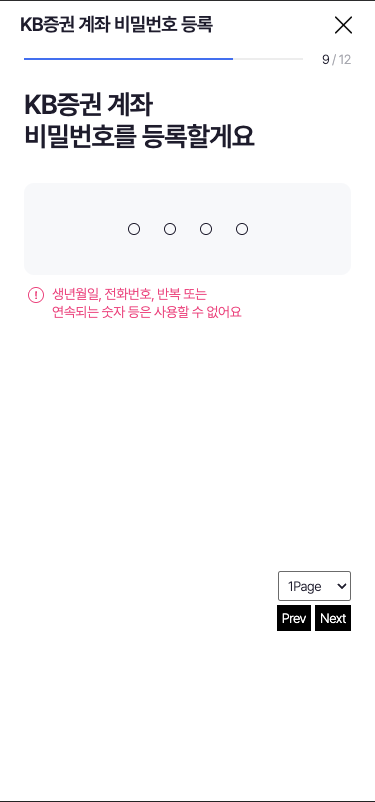 KB증권 계좌 비밀번호 등록
9 / 12
KB증권 계좌
비밀번호를 등록할게요
생년월일, 전화번호, 반복 또는
연속되는 숫자 등은 사용할 수 없어요
1Page
Prev Next